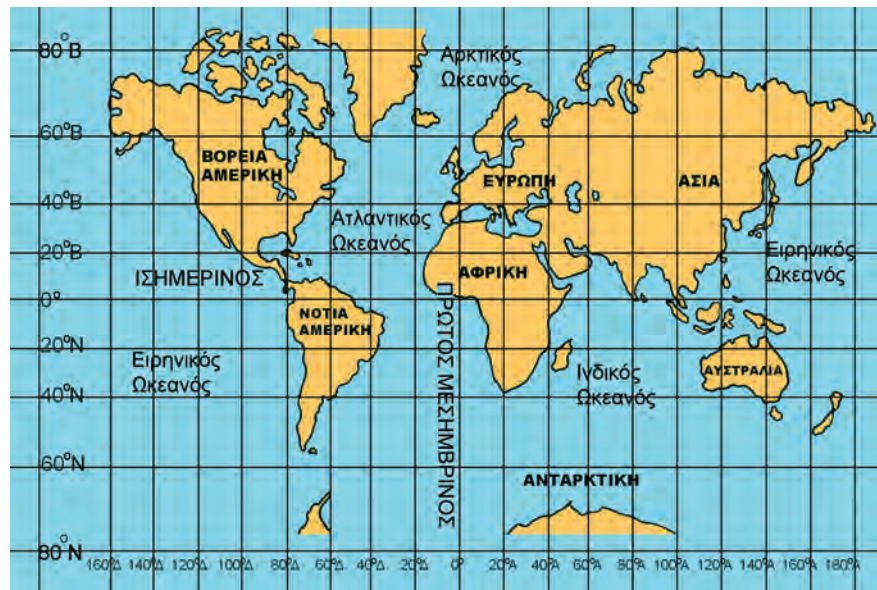 80°Β
Αρκτικός
Ωκεανός
60°Β
ΒΟΡΕΙΑ
ΑΜΕΡΙΚΗ
ΕΥΡΩΠΗ
ΑΣΙΑ
40°Β
Ατλαντικός
Ωκεανός
20°Β
Ειρηνικός
Ωκεανός
ΙΣΗΜΕΡΙΝΟΣ
ΑΦΡΙΚΗ
0°
ΝΟΤΙΑ
ΑΜΕΡΙΚΗ
ΠΡΩΤΟΣ ΜΕΣΗΜΒΡΙΝΟΣ
20°Ν
Ειρηνικός
Ωκεανός
Ινδικός
Ωκεανός
ΑΥΣΤΡΑΛΙΑ
40°Ν
60°Ν
ΑΝΤΑΡΚΤΙΚΗ
80°Ν
160°Δ 140°Δ 120°Δ 100°Δ 80°Δ 60°Δ 40°Δ 20°Δ 0° 20°Α 40°Α 60°Α 80°Α 100°Α 120°Α 140°Α 160°Α 180°Α